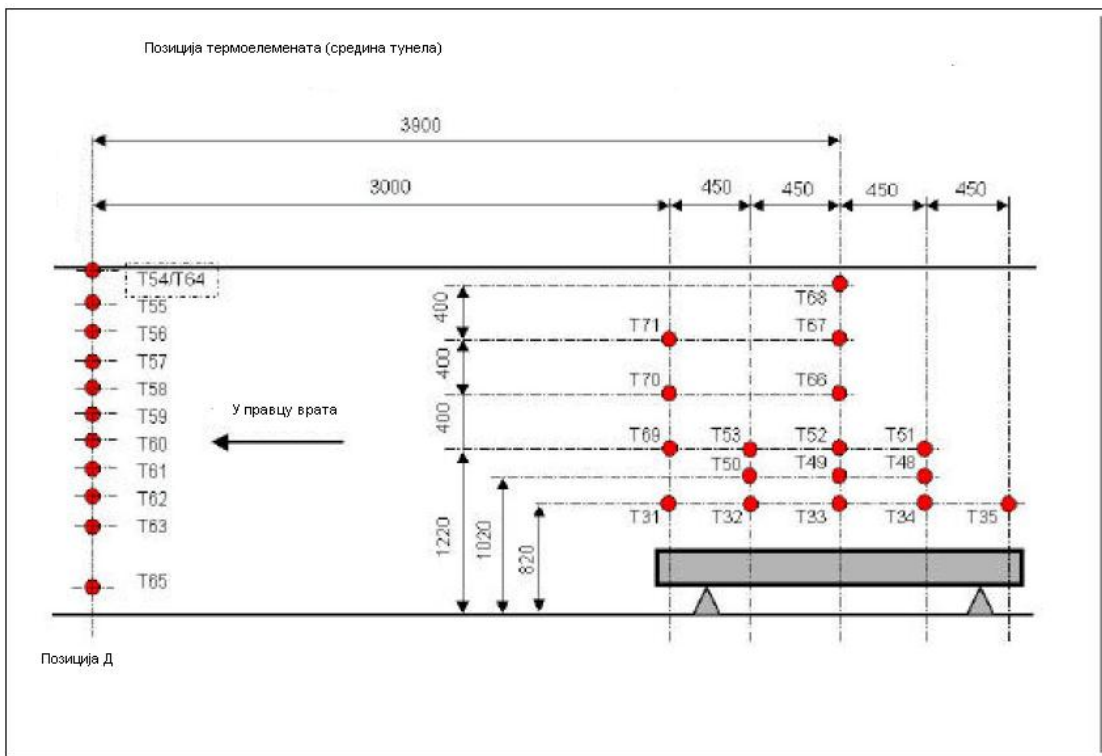 Позиција термоелемената (средина тунела)
3900
3000
450
450
450
450
T54/T64
T55
T56
T57
T58
T59
T60
T61
T62
T63
T65
У правцу врата
400
400
400
1220
1020
820
T68
T71
T67
T70
T66
T69
T53
T52
T51
T50
T49
T48
T31
T32
T33
T34
T35
Позиција Д